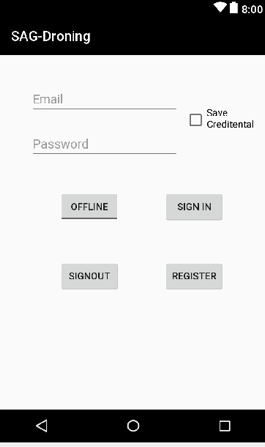 8:00
SAG-Droning
Email
Save
Creditental
Password
OFFLINE
SIGN IN
SIGNOUT
REGISTER